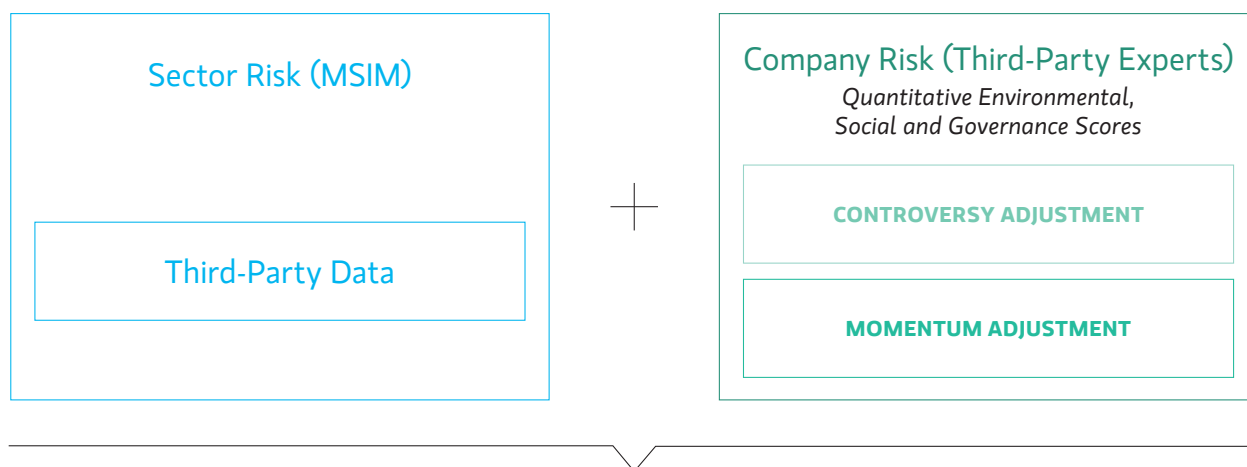 Sector Risk (MSIM)
Third-Party Data
Company Risk (Third-Party Experts)
Quantitative Environmental,
Social and Governance Scores
CONTROVERSY ADJUSTMENT
MOMENTUM ADJUSTMENT